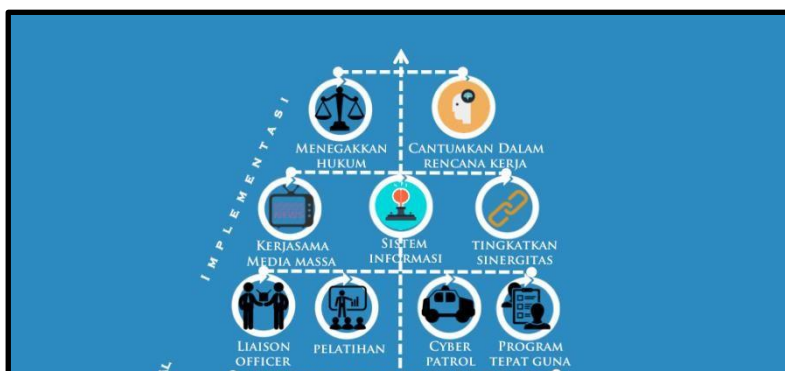 IMPLEMENTASI
MENEGAKKAN
HUKUM
CANTUMKAN DALAM
RENCANA KERJA
KERJASAMA
MEDIA MASSA
SISTEM
INFORMASI
TINGKATKAN
SINERGITAS
LIAISON
OFFICER
PELATIHAN
CYBER
PATROL
PROGRAM
TEPAT GUNA